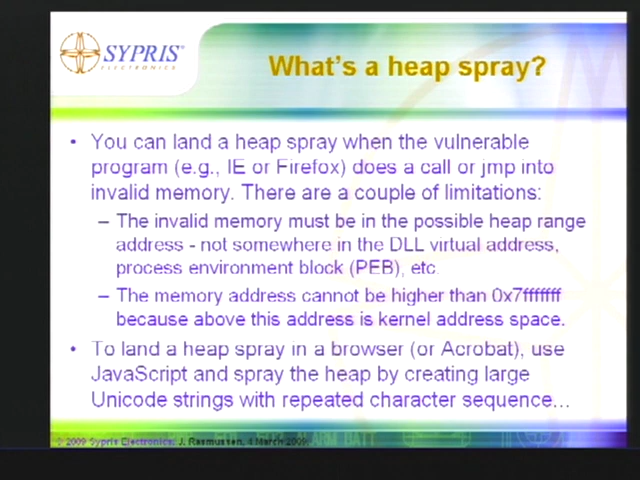 SYPRIS®
ELECTRONICS
What's a heap spray?
• You can land a heap spray when the vulnerable
program (e.g., IE or Firefox) does a call or jmp into
invalid memory. There are a couple of limitations:
– The invalid memory must be in the possible heap range
address - not somewhere in the DLL virtual address,
process environment block (PEB), etc.
– The memory address cannot be higher than 0x7fffffff
because above this address is kernel address space.
• To land a heap spray in a browser (or Acrobat), use
JavaScript and spray the heap by creating large
Unicode strings with repeated character sequence...
© 2009 Sypris Electronics; J. Rasmussen, 4 March 2009